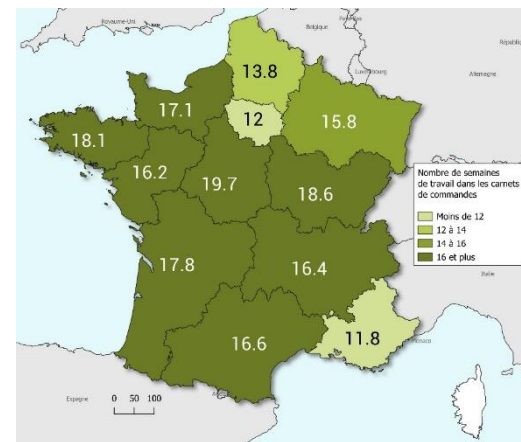 Royaume-Uni
Belgique
Luxembourg
Allemagne
13.8
17.1
12
15.8
18.1
16.2
19.7
18.6
Nombre de semaines
de travail dans les carnets
de commandes
Moins de 12
12 à 14
14 à 16
16 et plus
17.8
16.4
Italie
16.6
11.8
Espagne
0 50 100